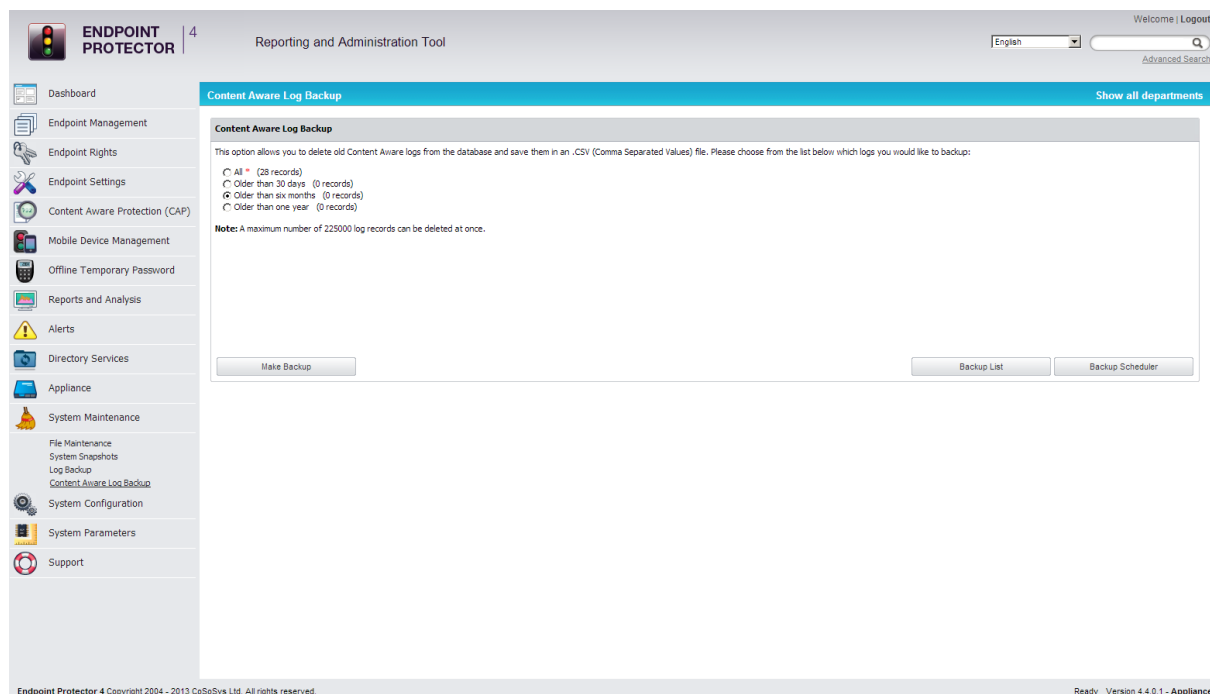 Welcome | Logout
ENDPOINT PROTECTOR 4
Reporting and Administration Tool
English
Advanced Search
Dashboard
Endpoint Management
Endpoint Rights
Endpoint Settings
Content Aware Protection (CAP)
Mobile Device Management
Offline Temporary Password
Reports and Analysis
Alerts
Directory Services
Appliance
System Maintenance
File Maintenance
System Snapshots
Log Backup
Content Aware Log Backup
System Configuration
System Parameters
Support
Content Aware Log Backup
Show all departments
Content Aware Log Backup
This option allows you to delete old Content Aware logs from the database and save them in an .CSV (Comma Separated Values) file. Please choose from the list below which logs you would like to backup:
All * (28 records)
Older than 30 days (0 records)
Older than six months (0 records)
Older than one year (0 records)
Note: A maximum number of 225000 log records can be deleted at once.
Make Backup
Backup List
Backup Scheduler
Endpoint Protector 4 Copyright 2004 - 2013 CoSoSys Ltd. All rights reserved.
Ready Version 4.4.0.1 - Appliance